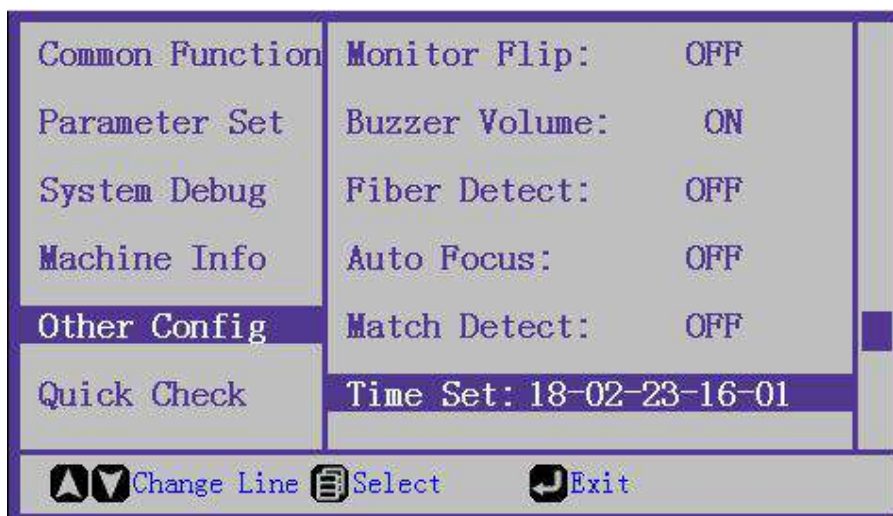 Common Function
Parameter Set
System Debug
Machine Info
Other Config
Quick Check
Monitor Flip: OFF
Buzzer Volume: ON
Fiber Detect: OFF
Auto Focus: OFF
Match Detect: OFF
Time Set: 18-02-23-16-01
Change Line Select Exit